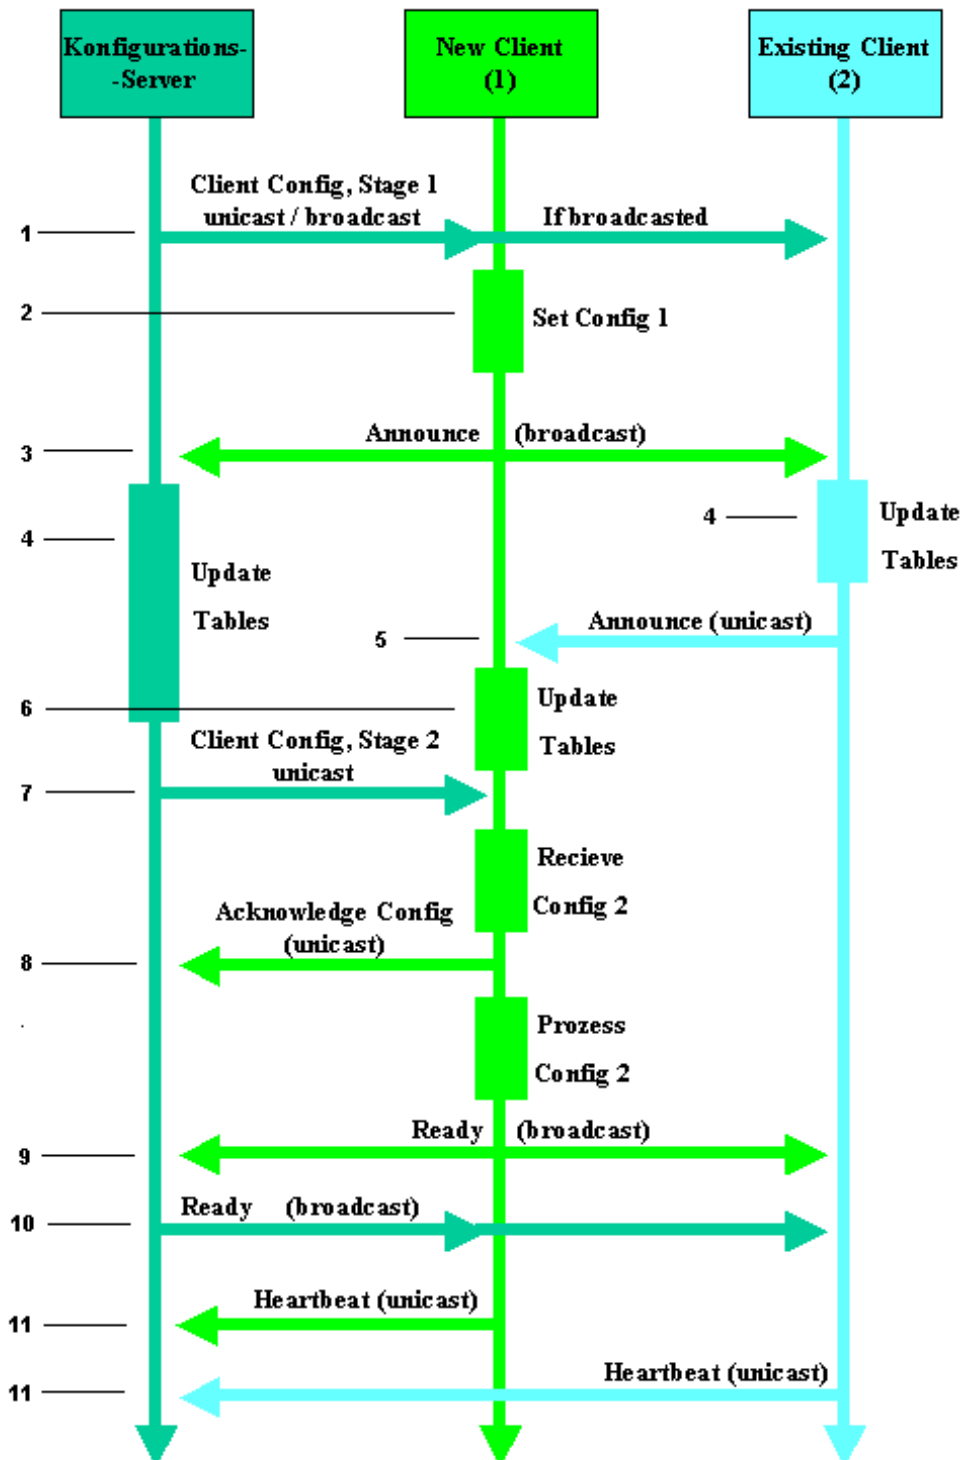 Konfigurations-
-Server
New Client
(1)
Existing Client
(2)
Client Config, Stage 1
unicast / broadcast
If broadcasted
1
2
Set Config 1
Announce (broadcast)
3
4
Update
Tables
4
Update
Tables
5
Announce (unicast)
6
Update
Tables
Client Config, Stage 2
unicast
7
Recieve
Config 2
Acknowledge Config
(unicast)
8
Prozess
Config 2
Ready (broadcast)
9
Ready (broadcast)
10
Heartbeat (unicast)
11
Heartbeat (unicast)
11